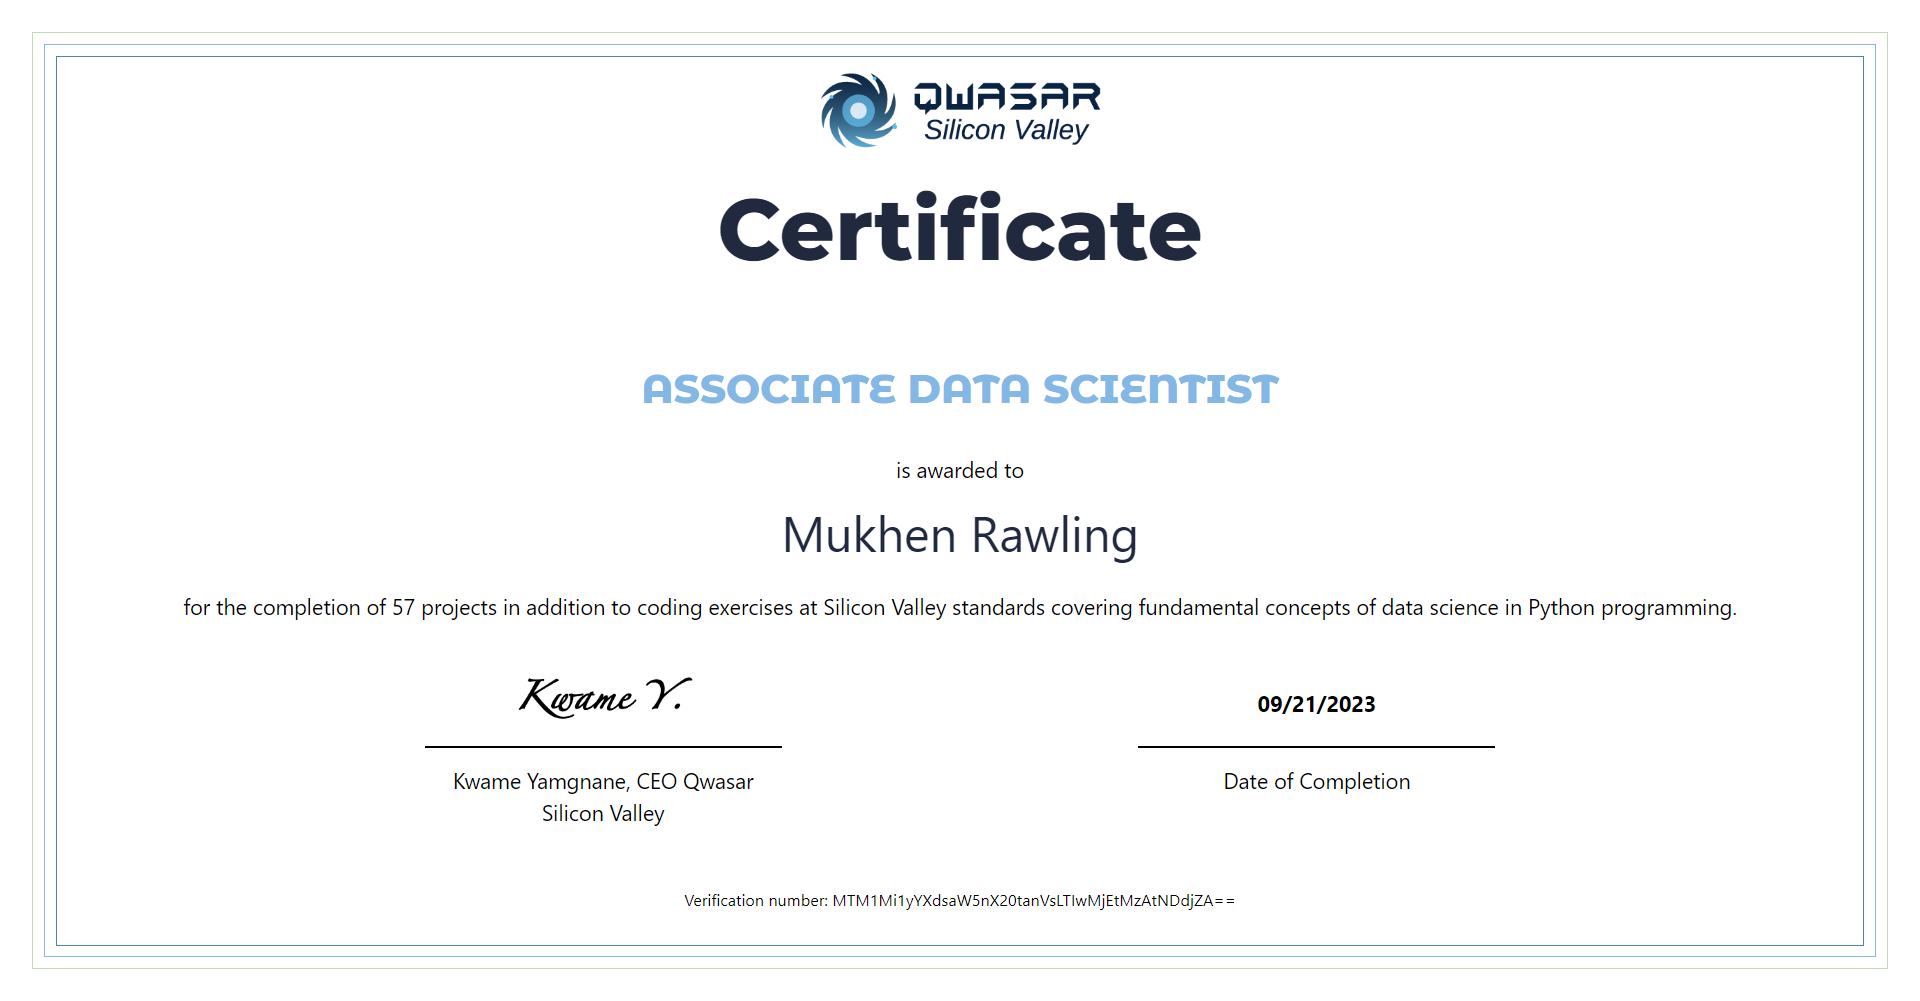 QWASAR
Silicon Valley
Certificate
ASSOCIATE DATA SCIENTIST
is awarded to
Mukhen Rawling
for the completion of 57 projects in addition to coding exercises at Silicon Valley standards covering fundamental concepts of data science in Python programming.
Kwame Y.
Kwame Yamgnane, CEO Qwasar
Silicon Valley
09/21/2023
Date of Completion
Verification number: MTM1Mi1yYXdsaW5nX20tanVsLTIwMjEtMzAtNDdjZA==